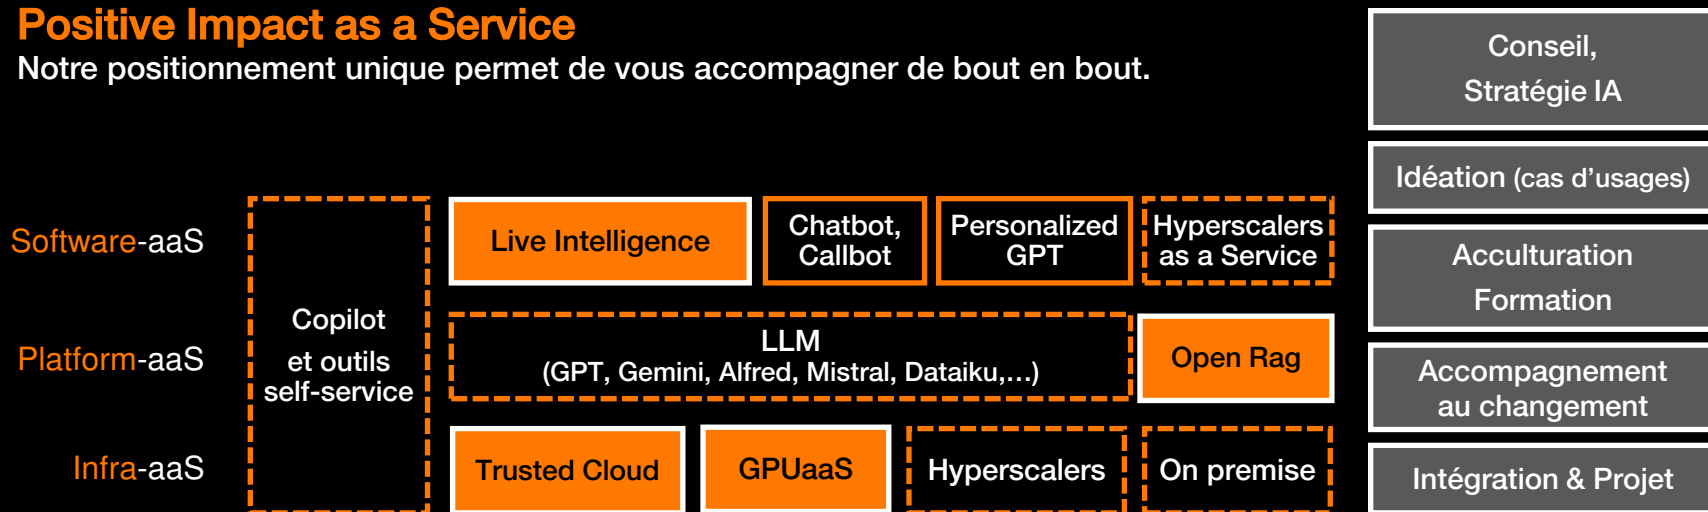 Positive Impact as a Service
Notre positionnement unique permet de vous accompagner de bout en bout.
Software-aaS
Platform-aaS
Infra-aaS
Copilot
et outils
self-service
Live Intelligence
Chatbot,
Callbot
Personalized
GPT
Hyperscalers
as a Service
LLM
(GPT, Gemini, Alfred, Mistral, Dataiku,…)
Open Rag
Trusted Cloud
GPUaaS
Hyperscalers
On premise
Conseil,
Stratégie IA
Idéation (cas d’usages)
Acculturation
Formation
Accompagnement
au changement
Intégration & Projet